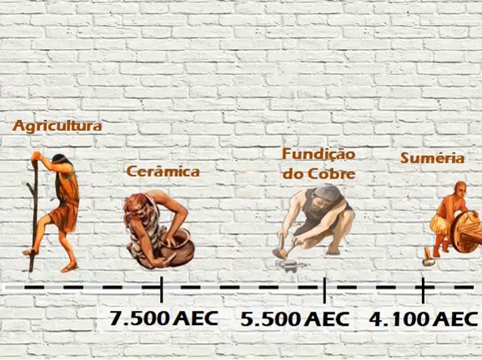 Agricultura
Cerâmica
Fundição
do Cobre
Suméria
7.500 AEC
5.500 AEC
4.100 AEC